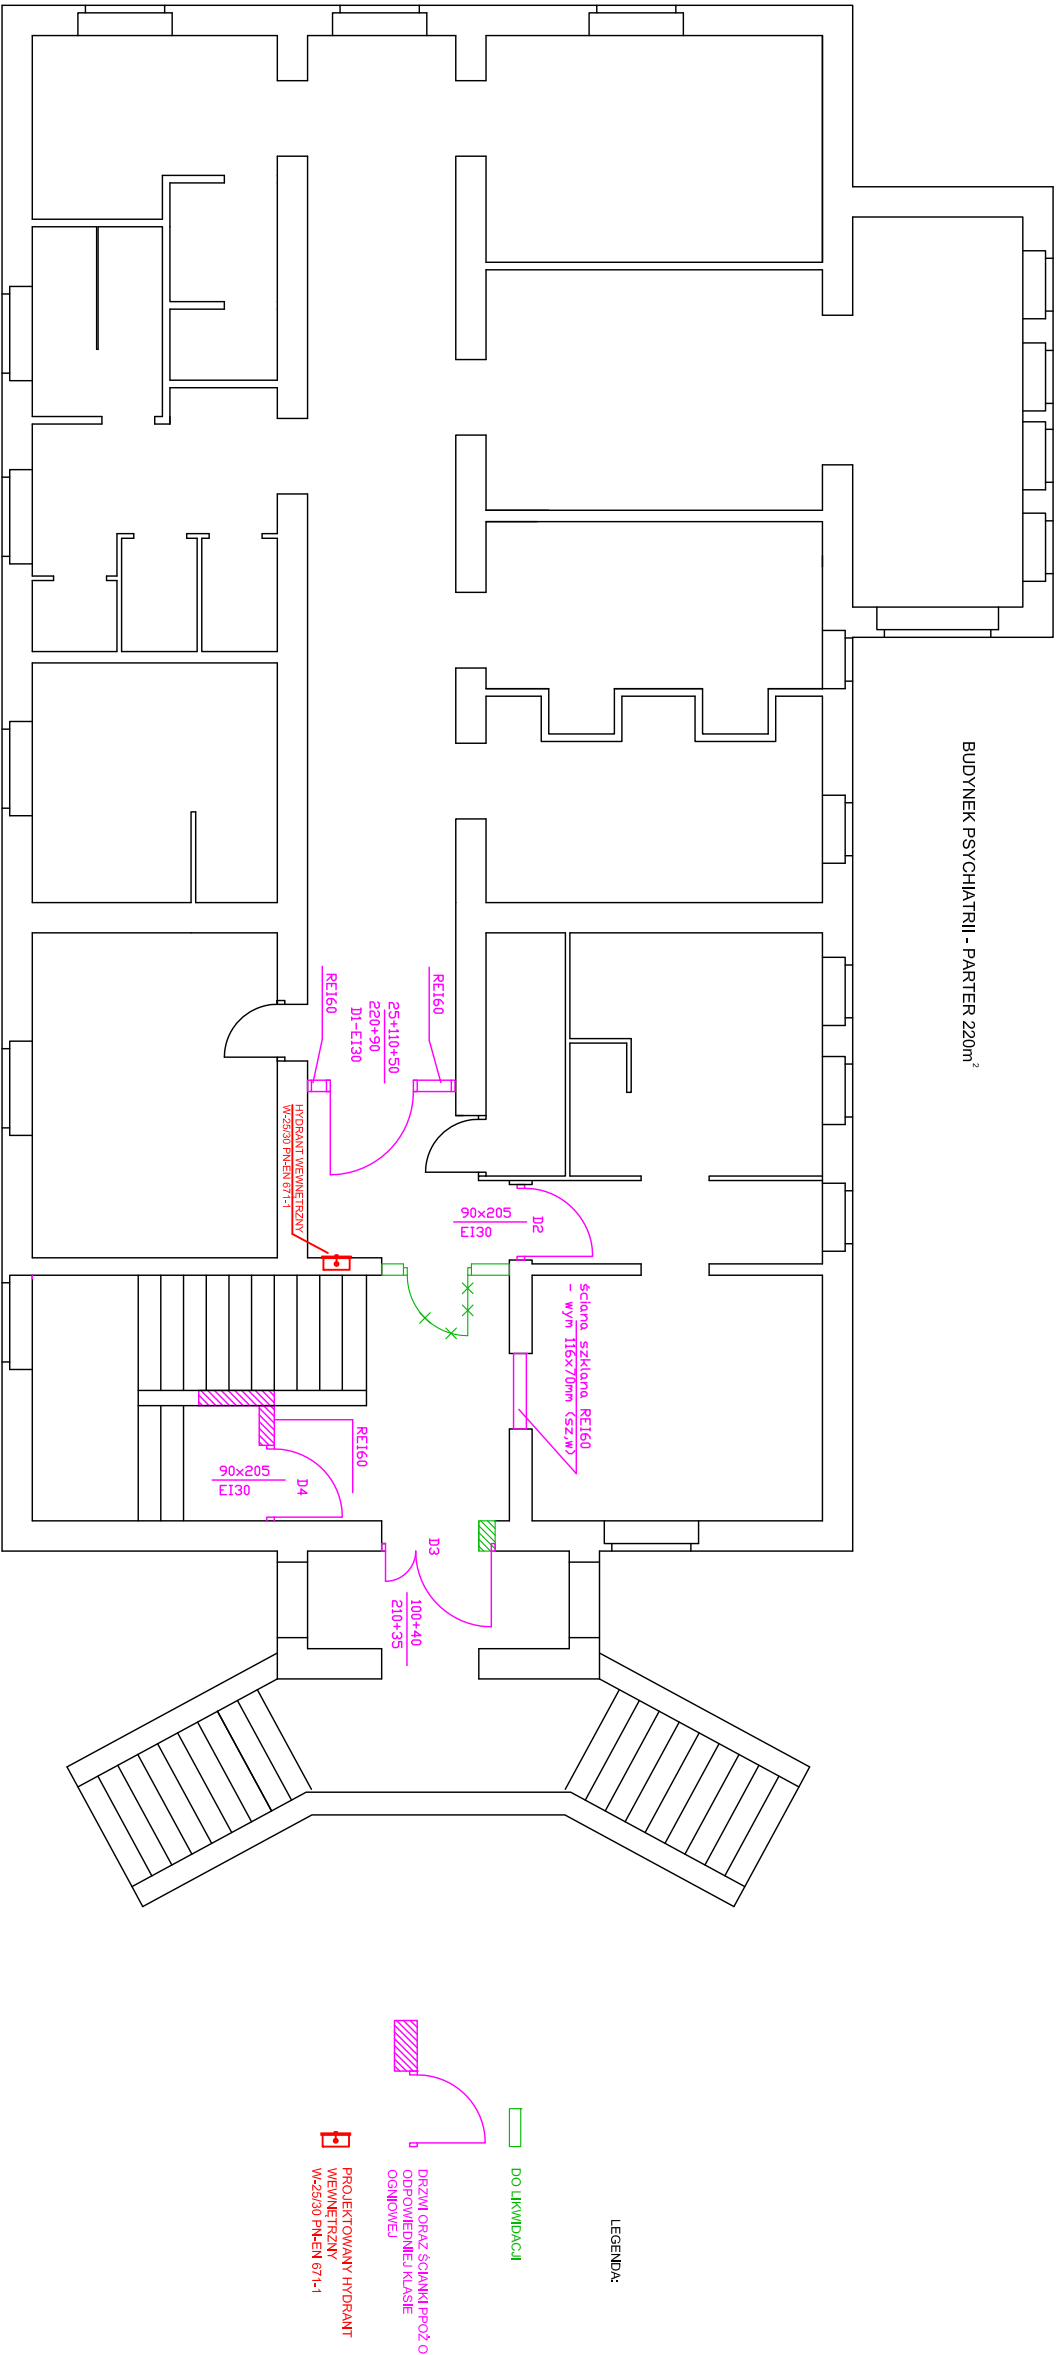 BUDYNEK PSYCHIATRII - PARTER 220m²
REI60
REI60
25+110+50
220+90
D1-EI30
HYDRANT WEWNĘTRZNY
W-25/30 PN-EN 671-1
D2
90x205
EI30
ściana szklana REI60
- wym 116x70mm (sz,w)
REI60
D4
90x205
EI30
D3
100+40
210+35
LEGENDA:
DO LIKWIDACJI
DRZWI ORAZ ŚCIANKI PPOŻ O
ODPOWIEDNIEJ KLASIE
OGNIOWEJ
PROJEKTOWANY HYDRANT
WEWNĘTRZNY
W-25/30 PN-EN 671-1